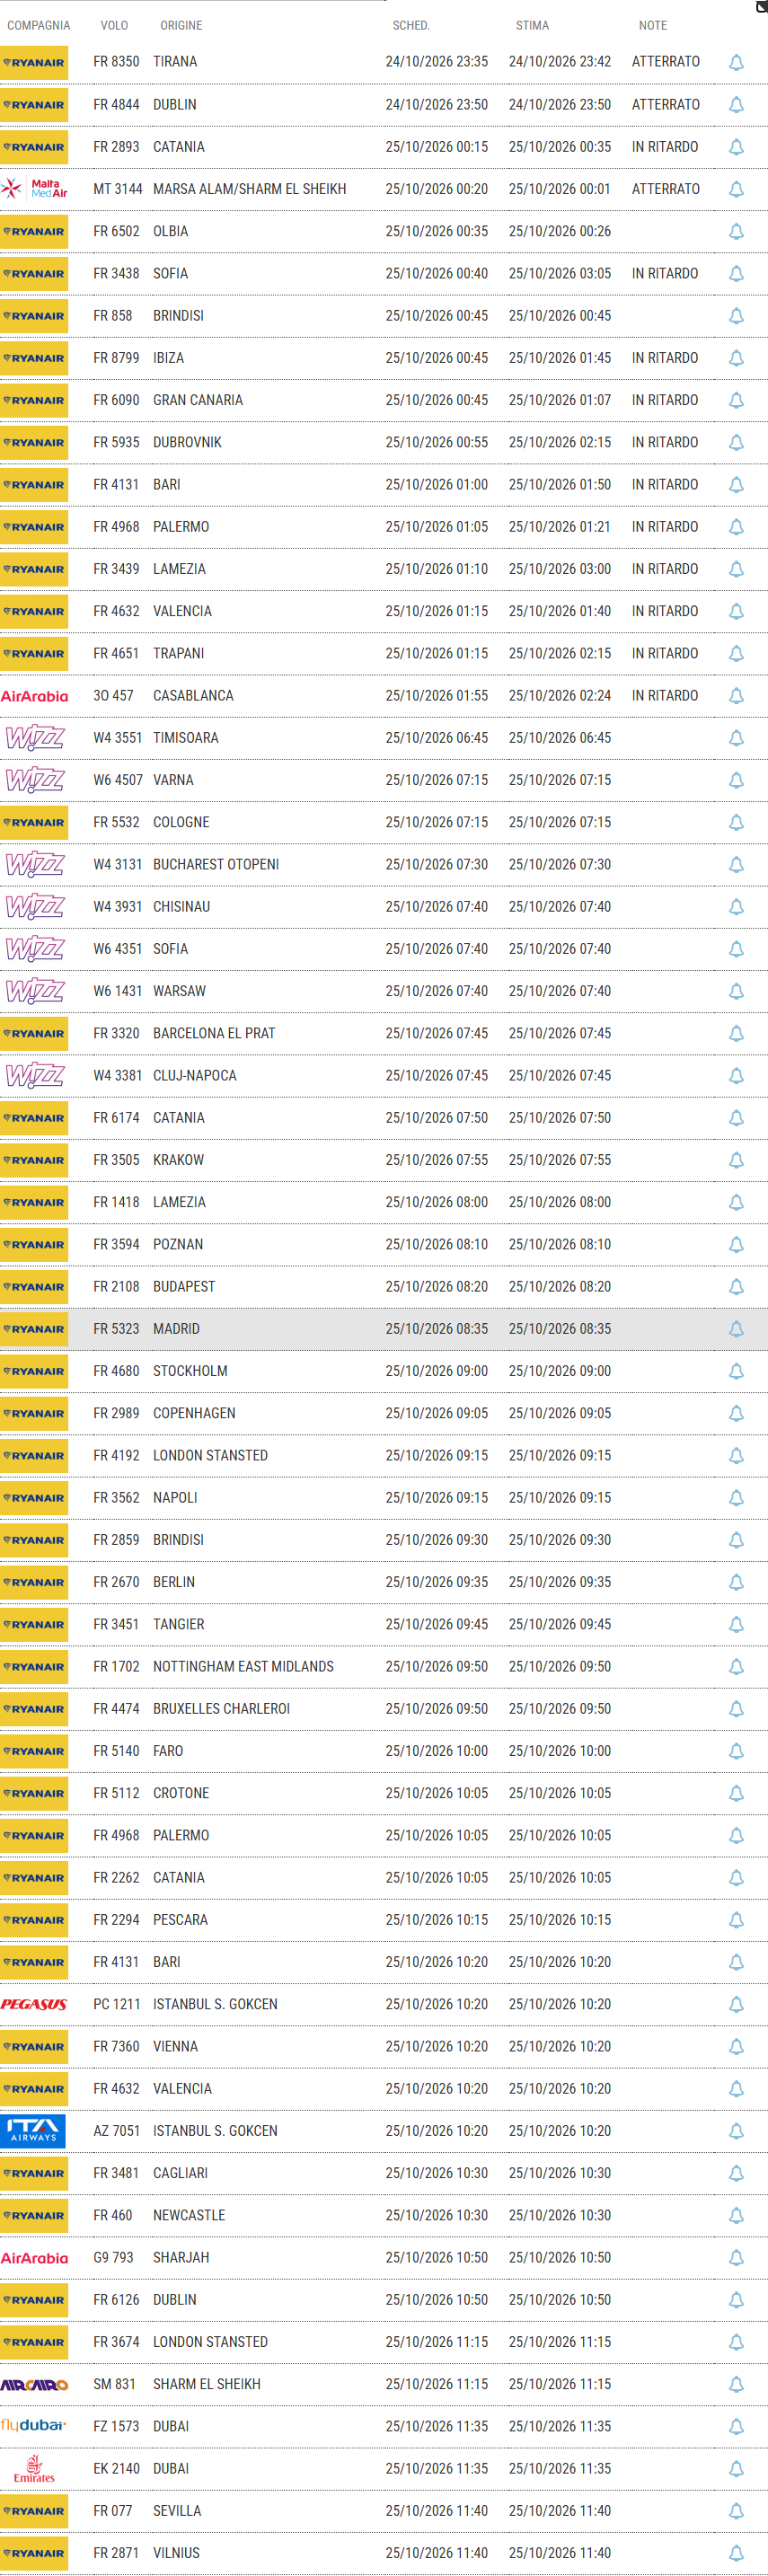 COMPAGNIA VOLO ORIGINE SCHED. STIMA NOTE
RYANAIR FR 8350 TIRANA 24/10/2026 23:35 24/10/2026 23:42 ATTERRATO
RYANAIR FR 4844 DUBLIN 24/10/2026 23:50 24/10/2026 23:50 ATTERRATO
RYANAIR FR 2893 CATANIA 25/10/2026 00:15 25/10/2026 00:35 IN RITARDO
Malta MedAir MT 3144 MARSA ALAM/SHARM EL SHEIKH 25/10/2026 00:20 25/10/2026 00:01 ATTERRATO
RYANAIR FR 6502 OLBIA 25/10/2026 00:35 25/10/2026 00:26
RYANAIR FR 3438 SOFIA 25/10/2026 00:40 25/10/2026 03:05 IN RITARDO
RYANAIR FR 858 BRINDISI 25/10/2026 00:45 25/10/2026 00:45
RYANAIR FR 8799 IBIZA 25/10/2026 00:45 25/10/2026 01:45 IN RITARDO
RYANAIR FR 6090 GRAN CANARIA 25/10/2026 00:45 25/10/2026 01:07 IN RITARDO
RYANAIR FR 5935 DUBROVNIK 25/10/2026 00:55 25/10/2026 02:15 IN RITARDO
RYANAIR FR 4131 BARI 25/10/2026 01:00 25/10/2026 01:50 IN RITARDO
RYANAIR FR 4968 PALERMO 25/10/2026 01:05 25/10/2026 01:21 IN RITARDO
RYANAIR FR 3439 LAMEZIA 25/10/2026 01:10 25/10/2026 03:00 IN RITARDO
RYANAIR FR 4632 VALENCIA 25/10/2026 01:15 25/10/2026 01:40 IN RITARDO
RYANAIR FR 4651 TRAPANI 25/10/2026 01:15 25/10/2026 02:15 IN RITARDO
AirArabia 3O 457 CASABLANCA 25/10/2026 01:55 25/10/2026 02:24 IN RITARDO
WIZZ W4 3551 TIMISOARA 25/10/2026 06:45 25/10/2026 06:45
WIZZ W6 4507 VARNA 25/10/2026 07:15 25/10/2026 07:15
RYANAIR FR 5532 COLOGNE 25/10/2026 07:15 25/10/2026 07:15
WIZZ W4 3131 BUCHAREST OTOPENI 25/10/2026 07:30 25/10/2026 07:30
WIZZ W4 3931 CHISINAU 25/10/2026 07:40 25/10/2026 07:40
WIZZ W6 4351 SOFIA 25/10/2026 07:40 25/10/2026 07:40
WIZZ W6 1431 WARSAW 25/10/2026 07:40 25/10/2026 07:40
RYANAIR FR 3320 BARCELONA EL PRAT 25/10/2026 07:45 25/10/2026 07:45
WIZZ W4 3381 CLUJ-NAPOCA 25/10/2026 07:45 25/10/2026 07:45
RYANAIR FR 6174 CATANIA 25/10/2026 07:50 25/10/2026 07:50
RYANAIR FR 3505 KRAKOW 25/10/2026 07:55 25/10/2026 07:55
RYANAIR FR 1418 LAMEZIA 25/10/2026 08:00 25/10/2026 08:00
RYANAIR FR 3594 POZNAN 25/10/2026 08:10 25/10/2026 08:10
RYANAIR FR 2108 BUDAPEST 25/10/2026 08:20 25/10/2026 08:20
RYANAIR FR 5323 MADRID 25/10/2026 08:35 25/10/2026 08:35
RYANAIR FR 4680 STOCKHOLM 25/10/2026 09:00 25/10/2026 09:00
RYANAIR FR 2989 COPENHAGEN 25/10/2026 09:05 25/10/2026 09:05
RYANAIR FR 4192 LONDON STANSTED 25/10/2026 09:15 25/10/2026 09:15
RYANAIR FR 3562 NAPOLI 25/10/2026 09:15 25/10/2026 09:15
RYANAIR FR 2859 BRINDISI 25/10/2026 09:30 25/10/2026 09:30
RYANAIR FR 2670 BERLIN 25/10/2026 09:35 25/10/2026 09:35
RYANAIR FR 3451 TANGIER 25/10/2026 09:45 25/10/2026 09:45
RYANAIR FR 1702 NOTTINGHAM EAST MIDLANDS 25/10/2026 09:50 25/10/2026 09:50
RYANAIR FR 4474 BRUXELLES CHARLEROI 25/10/2026 09:50 25/10/2026 09:50
RYANAIR FR 5140 FARO 25/10/2026 10:00 25/10/2026 10:00
RYANAIR FR 5112 CROTONE 25/10/2026 10:05 25/10/2026 10:05
RYANAIR FR 4968 PALERMO 25/10/2026 10:05 25/10/2026 10:05
RYANAIR FR 2262 CATANIA 25/10/2026 10:05 25/10/2026 10:05
RYANAIR FR 2294 PESCARA 25/10/2026 10:15 25/10/2026 10:15
RYANAIR FR 4131 BARI 25/10/2026 10:20 25/10/2026 10:20
PEGASUS PC 1211 ISTANBUL S. GOKCEN 25/10/2026 10:20 25/10/2026 10:20
RYANAIR FR 7360 VIENNA 25/10/2026 10:20 25/10/2026 10:20
RYANAIR FR 4632 VALENCIA 25/10/2026 10:20 25/10/2026 10:20
ITA AIRWAYS AZ 7051 ISTANBUL S. GOKCEN 25/10/2026 10:20 25/10/2026 10:20
RYANAIR FR 3481 CAGLIARI 25/10/2026 10:30 25/10/2026 10:30
RYANAIR FR 460 NEWCASTLE 25/10/2026 10:30 25/10/2026 10:30
AirArabia G9 793 SHARJAH 25/10/2026 10:50 25/10/2026 10:50
RYANAIR FR 6126 DUBLIN 25/10/2026 10:50 25/10/2026 10:50
RYANAIR FR 3674 LONDON STANSTED 25/10/2026 11:15 25/10/2026 11:15
AIRCAIRO SM 831 SHARM EL SHEIKH 25/10/2026 11:15 25/10/2026 11:15
flydubai FZ 1573 DUBAI 25/10/2026 11:35 25/10/2026 11:35
Emirates EK 2140 DUBAI 25/10/2026 11:35 25/10/2026 11:35
RYANAIR FR 077 SEVILLA 25/10/2026 11:40 25/10/2026 11:40
RYANAIR FR 2871 VILNIUS 25/10/2026 11:40 25/10/2026 11:40